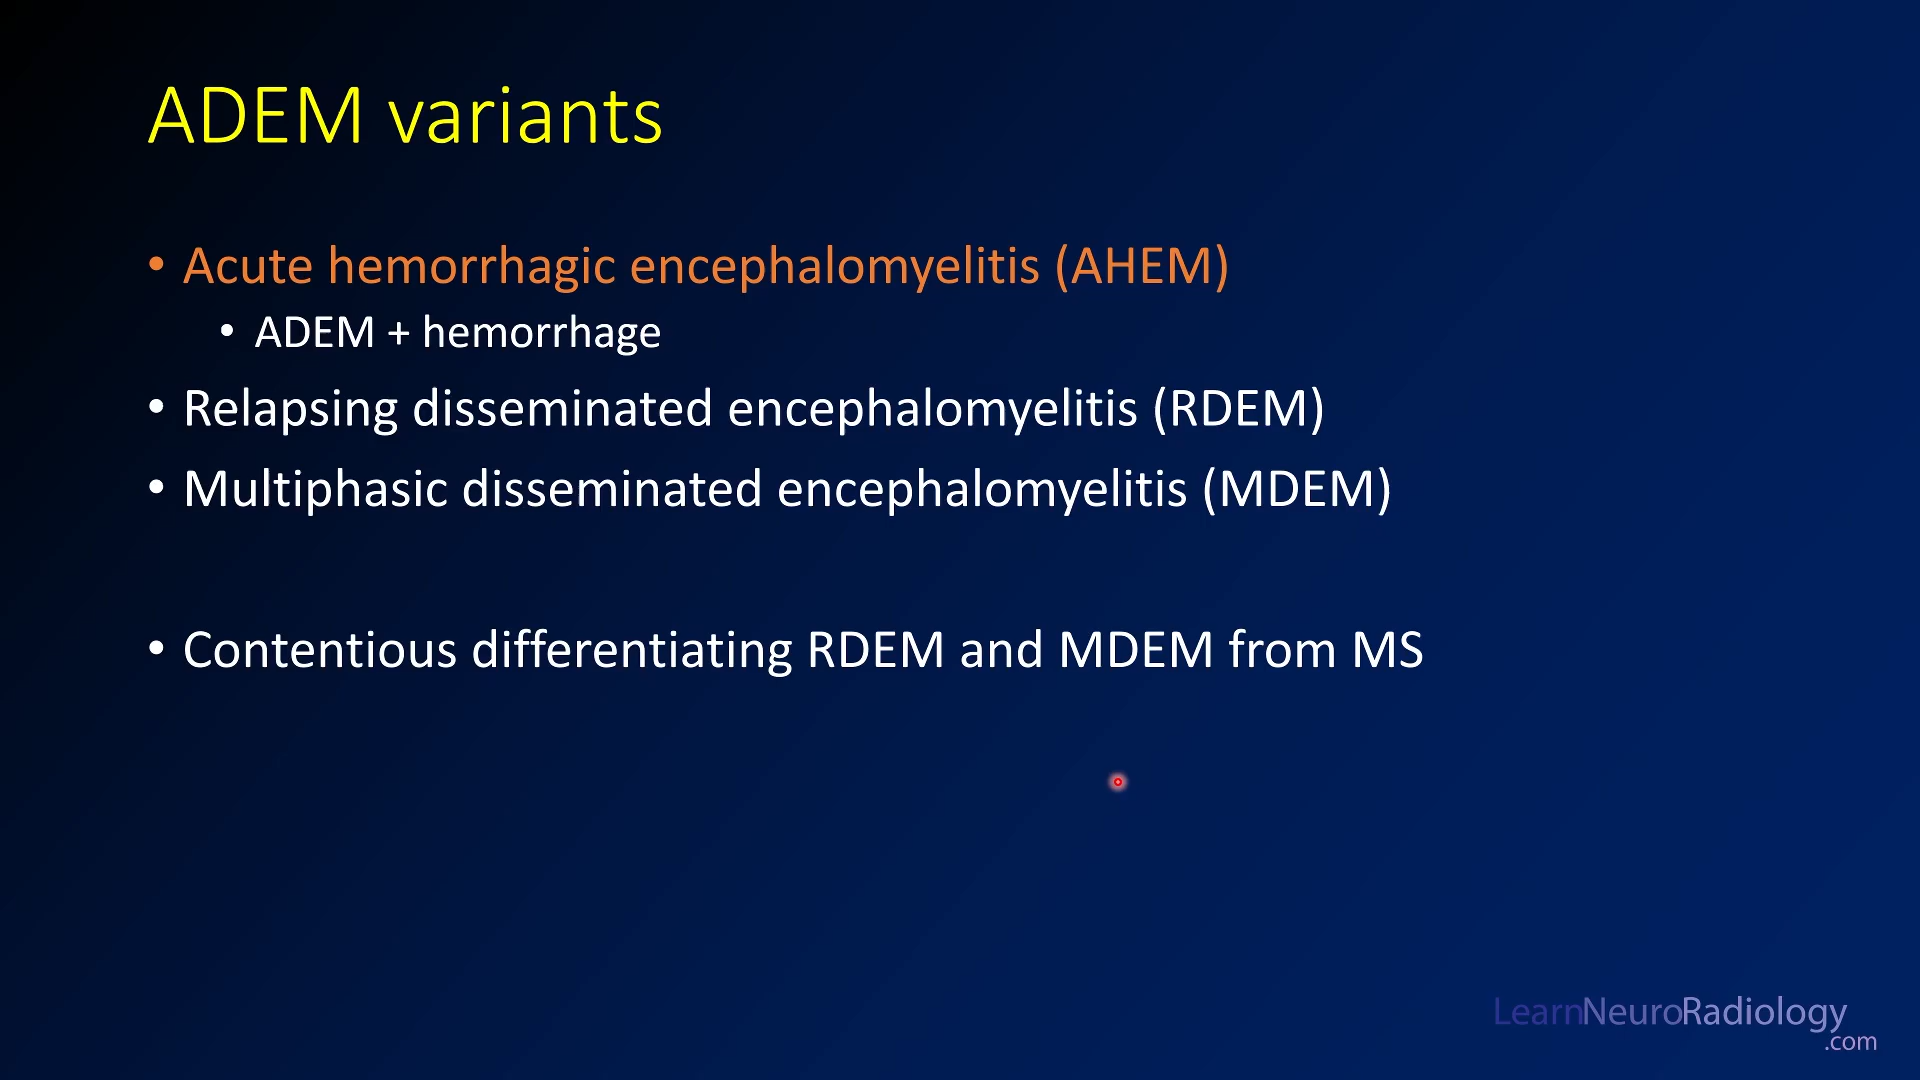 ADEM variants
• Acute hemorrhagic encephalomyelitis (AHEM)
• ADEM + hemorrhage
• Relapsing disseminated encephalomyelitis (RDEM)
• Multiphasic disseminated encephalomyelitis (MDEM)
• Contentious differentiating RDEM and MDEM from MS
LearnNeuroRadiology
.com